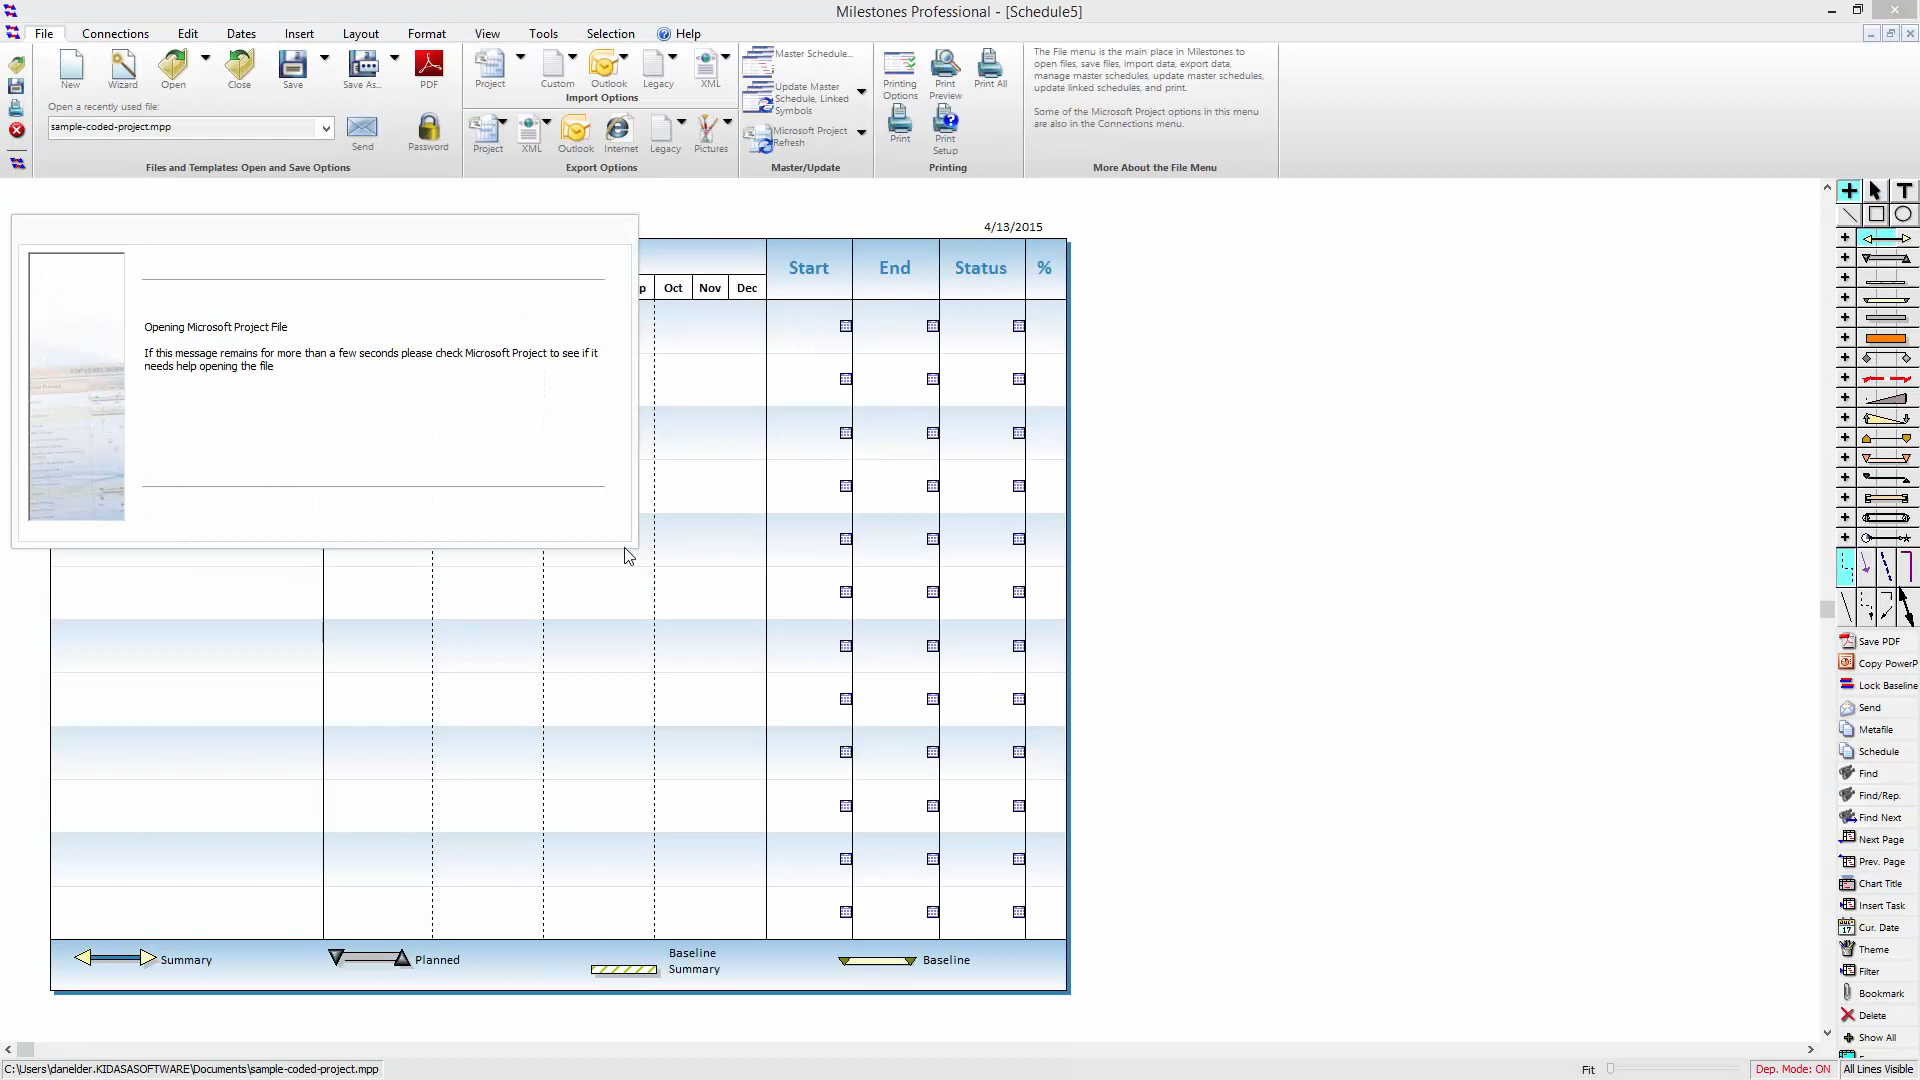 Milestones Professional - [Schedule5]
File Connections Edit Dates Insert Layout Format View Tools Selection Help
New Wizard Open Close Save Save As... PDF
Open a recently used file:
sample-coded-project.mpp
Send Password
Files and Templates: Open and Save Options
Project Custom Outlook Legacy XML
Import Options
Project XML Outlook Internet Legacy Pictures
Export Options
Master Schedule...
Update Master
Schedule, Linked
Symbols
Microsoft Project
Refresh
Master/Update
Printing
Options
Print
Preview
Print All
Print
Print
Setup
Printing
The File menu is the main place in Milestones to
open files, save files, import data, export data,
manage master schedules, update master schedules,
update linked schedules, and print.
Some of the Microsoft Project options in this menu
are also in the Connections menu.
More About the File Menu
4/13/2015
Start End Status %
p Oct Nov Dec
Opening Microsoft Project File
If this message remains for more than a few seconds please check Microsoft Project to see if it
needs help opening the file
Summary
Planned
Baseline
Summary
Baseline
T
Save PDF
Copy PowerP
Lock Baseline
Send
Metafile
Schedule
Find
Find/Rep.
Find Next
Next Page
Prev. Page
Chart Title
Insert Task
Cur. Date
Theme
Filter
Bookmark
Delete
Show All
C:\Users\danelder.KIDASASOFTWARE\Documents\sample-coded-project.mpp
Fit
Dep. Mode: ON
All Lines Visible